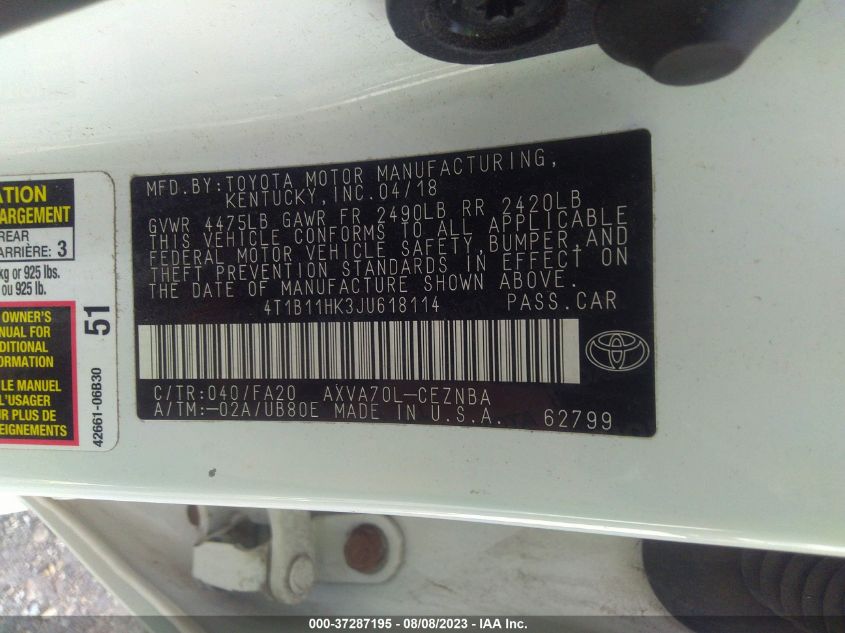 MFD.BY:TOYOTA MOTOR MANUFACTURING,
KENTUCKY, INC.04/18
GVWR 4475LB GAWR FR 2490LB RR 2420LB
THIS VEHICLE CONFORMS TO ALL APPLICABLE
FEDERAL MOTOR VEHICLE SAFETY,BUMPER,AND
THEFT PREVENTION STANDARDS IN EFFECT ON
THE DATE OF MANUFACTURE SHOWN ABOVE.
4T1B11HK3JU618114 PASS.CAR
C/TR:040/FA20 AXVA70L-CEZNBA
A/TM:-02A/UB80E MADE IN U.S.A. 62799
ATION
ARGEMENT
REAR
ARRIÈRE: 3
kg or 925 lbs.
ou 925 lb.
OWNER'S
ANUAL FOR
DITIONAL
ORMATION
LE MANUEL
L'USAGER
UR PLUS DE
EIGNEMENTS
51
42661-06B30
000-37287195 - 08/08/2023 - IAA Inc.